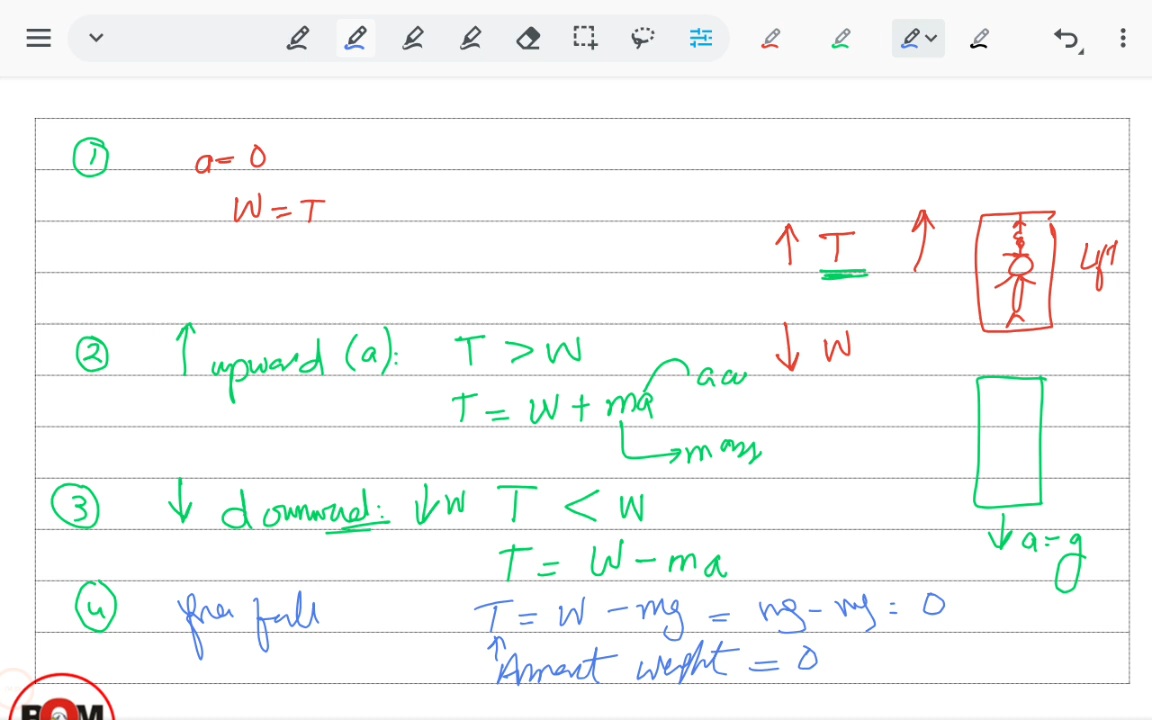 ① a = 0
W = T
↑ T ↑ Lift
② ↑ upward (a): T > W
↓ W
T = W + ma acc
→ mass
③ ↓ downward: ↓W T < W
↓ a = g
T = W - ma
④ free fall T = W - mg = mg - mg = 0
↑ Apparent weight = 0